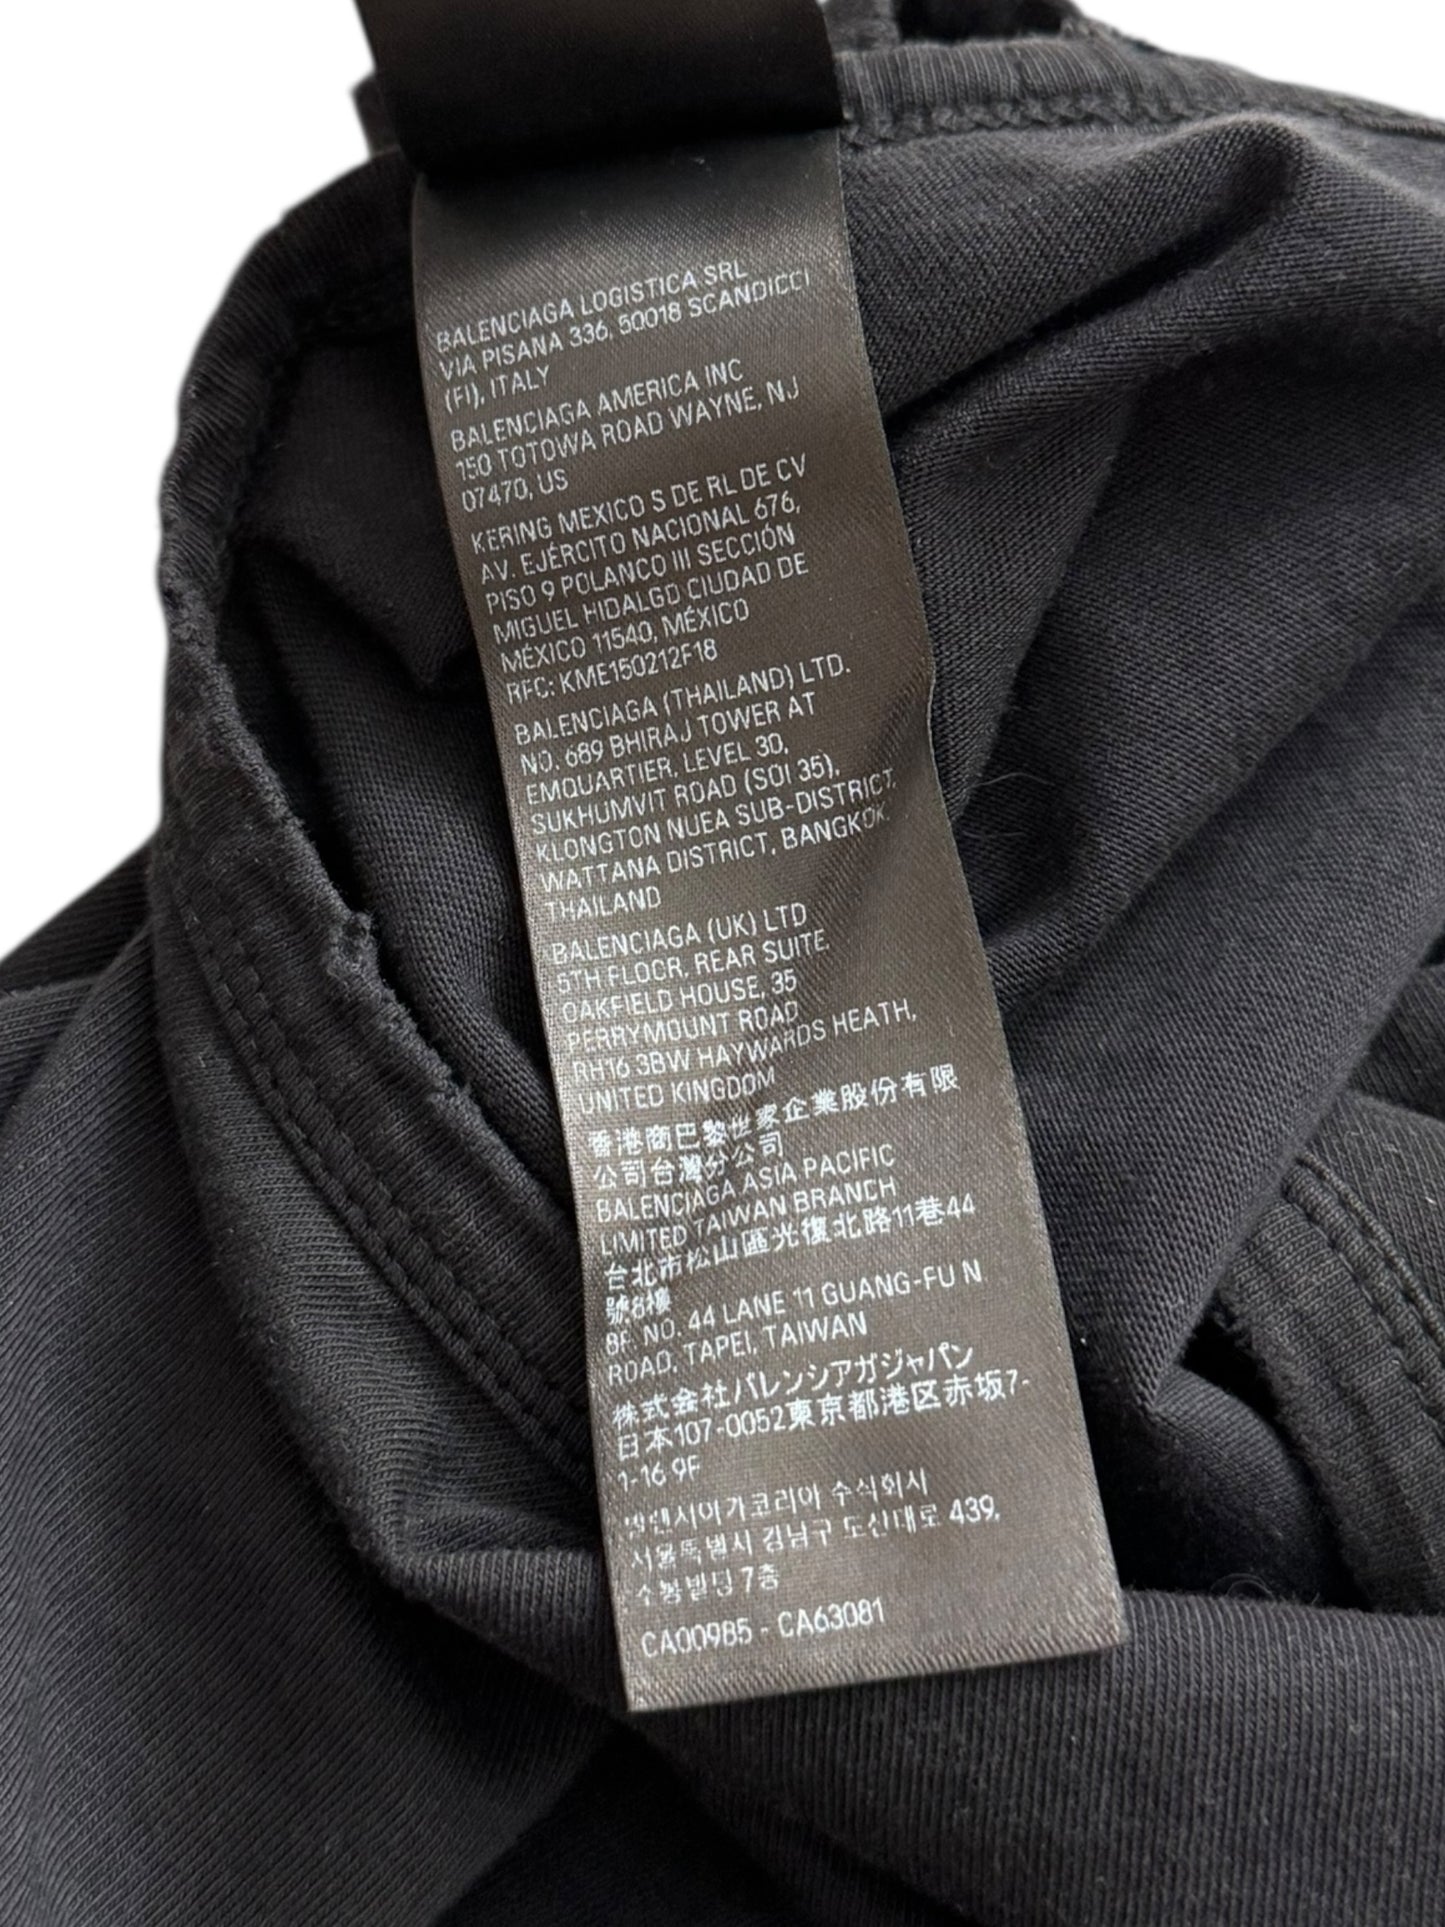 BALENCIAGA LOGISTICA SRL
VIA PISANA 336, 50018 SCANDICCI
(FI), ITALY
BALENCIAGA AMERICA INC
150 TOTOWA ROAD WAYNE, NJ
07470, US
KERING MEXICO S DE RL DE CV
AV. EJÉRCITO NACIONAL 676,
PISO 9 POLANCO III SECCIÓN
MIGUEL HIDALGO CIUDAD DE
MÉXICO 11540, MÉXICO
RFC: KME150212F18
BALENCIAGA (THAILAND) LTD.
NO. 689 BHIRAJ TOWER AT
EMQUARTIER, LEVEL 30,
SUKHUMVIT ROAD (SOI 35),
KLONGTON NUEA SUB-DISTRICT,
WATTANA DISTRICT, BANGKOK
THAILAND
BALENCIAGA (UK) LTD
5TH FLOOR, REAR SUITE,
OAKFIELD HOUSE, 35
PERRYMOUNT ROAD
RH16 3BW HAYWARDS HEATH,
UNITED KINGDOM
香港商巴黎世家企業股份有限
公司台灣分公司
BALENCIAGA ASIA PACIFIC
LIMITED TAIWAN BRANCH
台北市松山區光復北路11巷44
號8樓
8F, NO. 44 LANE 11 GUANG-FU N
ROAD, TAPEI, TAIWAN
株式会社バレンシアガジャパン
日本107-0052東京都港区赤坂7-
1-16 9F
발렌시아가코리아 주식회사
서울특별시 강남구 도산대로 439,
7층
CA00985 - CA63081